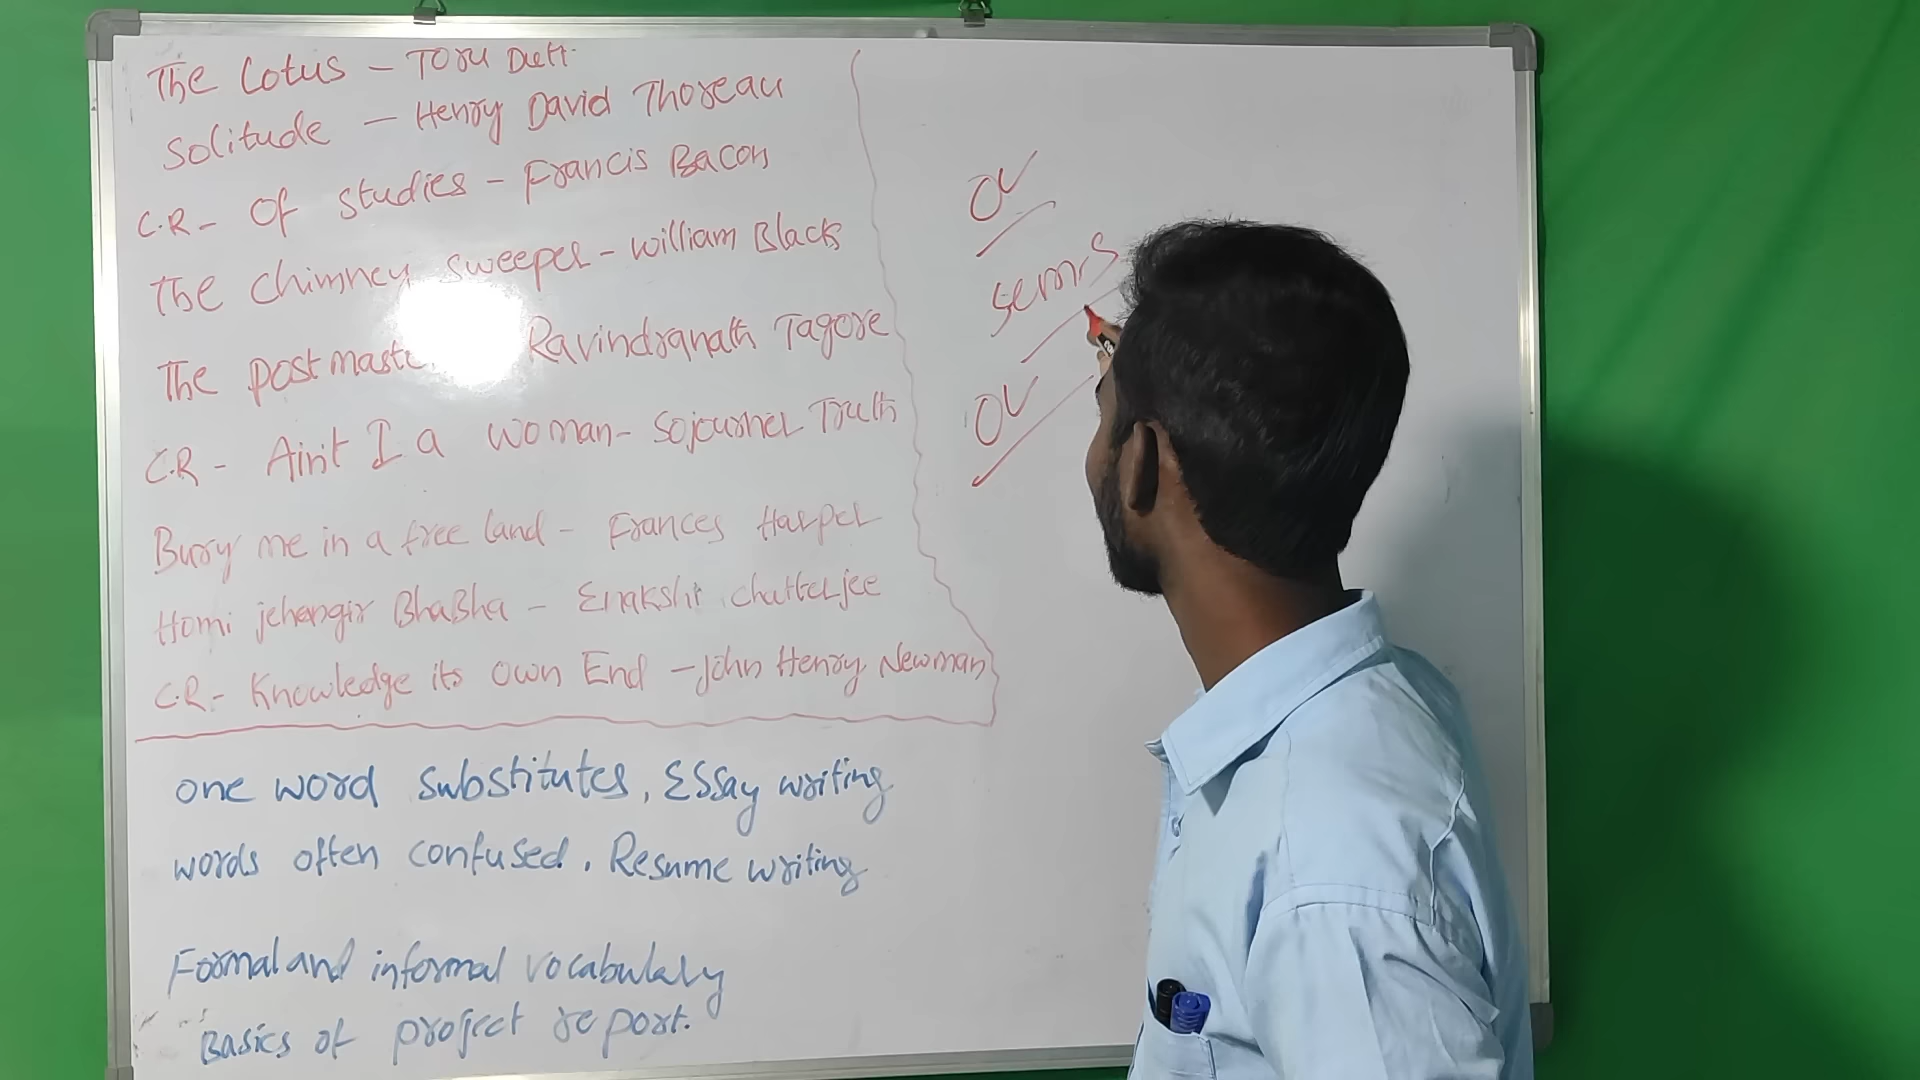 The Lotus – Toru Dutt.
Solitude – Henry David Thoreau
C.R – Of studies – Francis Bacon
The Chimney sweeper – William Black
The postmaste Ravindranath Tagore
C.R – Ain't I a Woman – Sojourner Truth
Bury me in a free land – Frances Harper
Homi jehangir BhaBha – Enakshi chatterjee
C.R – Knowledge its Own End – John Henry Newman
one word substitutes, Essay writing
words often confused. Resume writing
Formal and informal vocabulary
Basics of project report.
sem.5